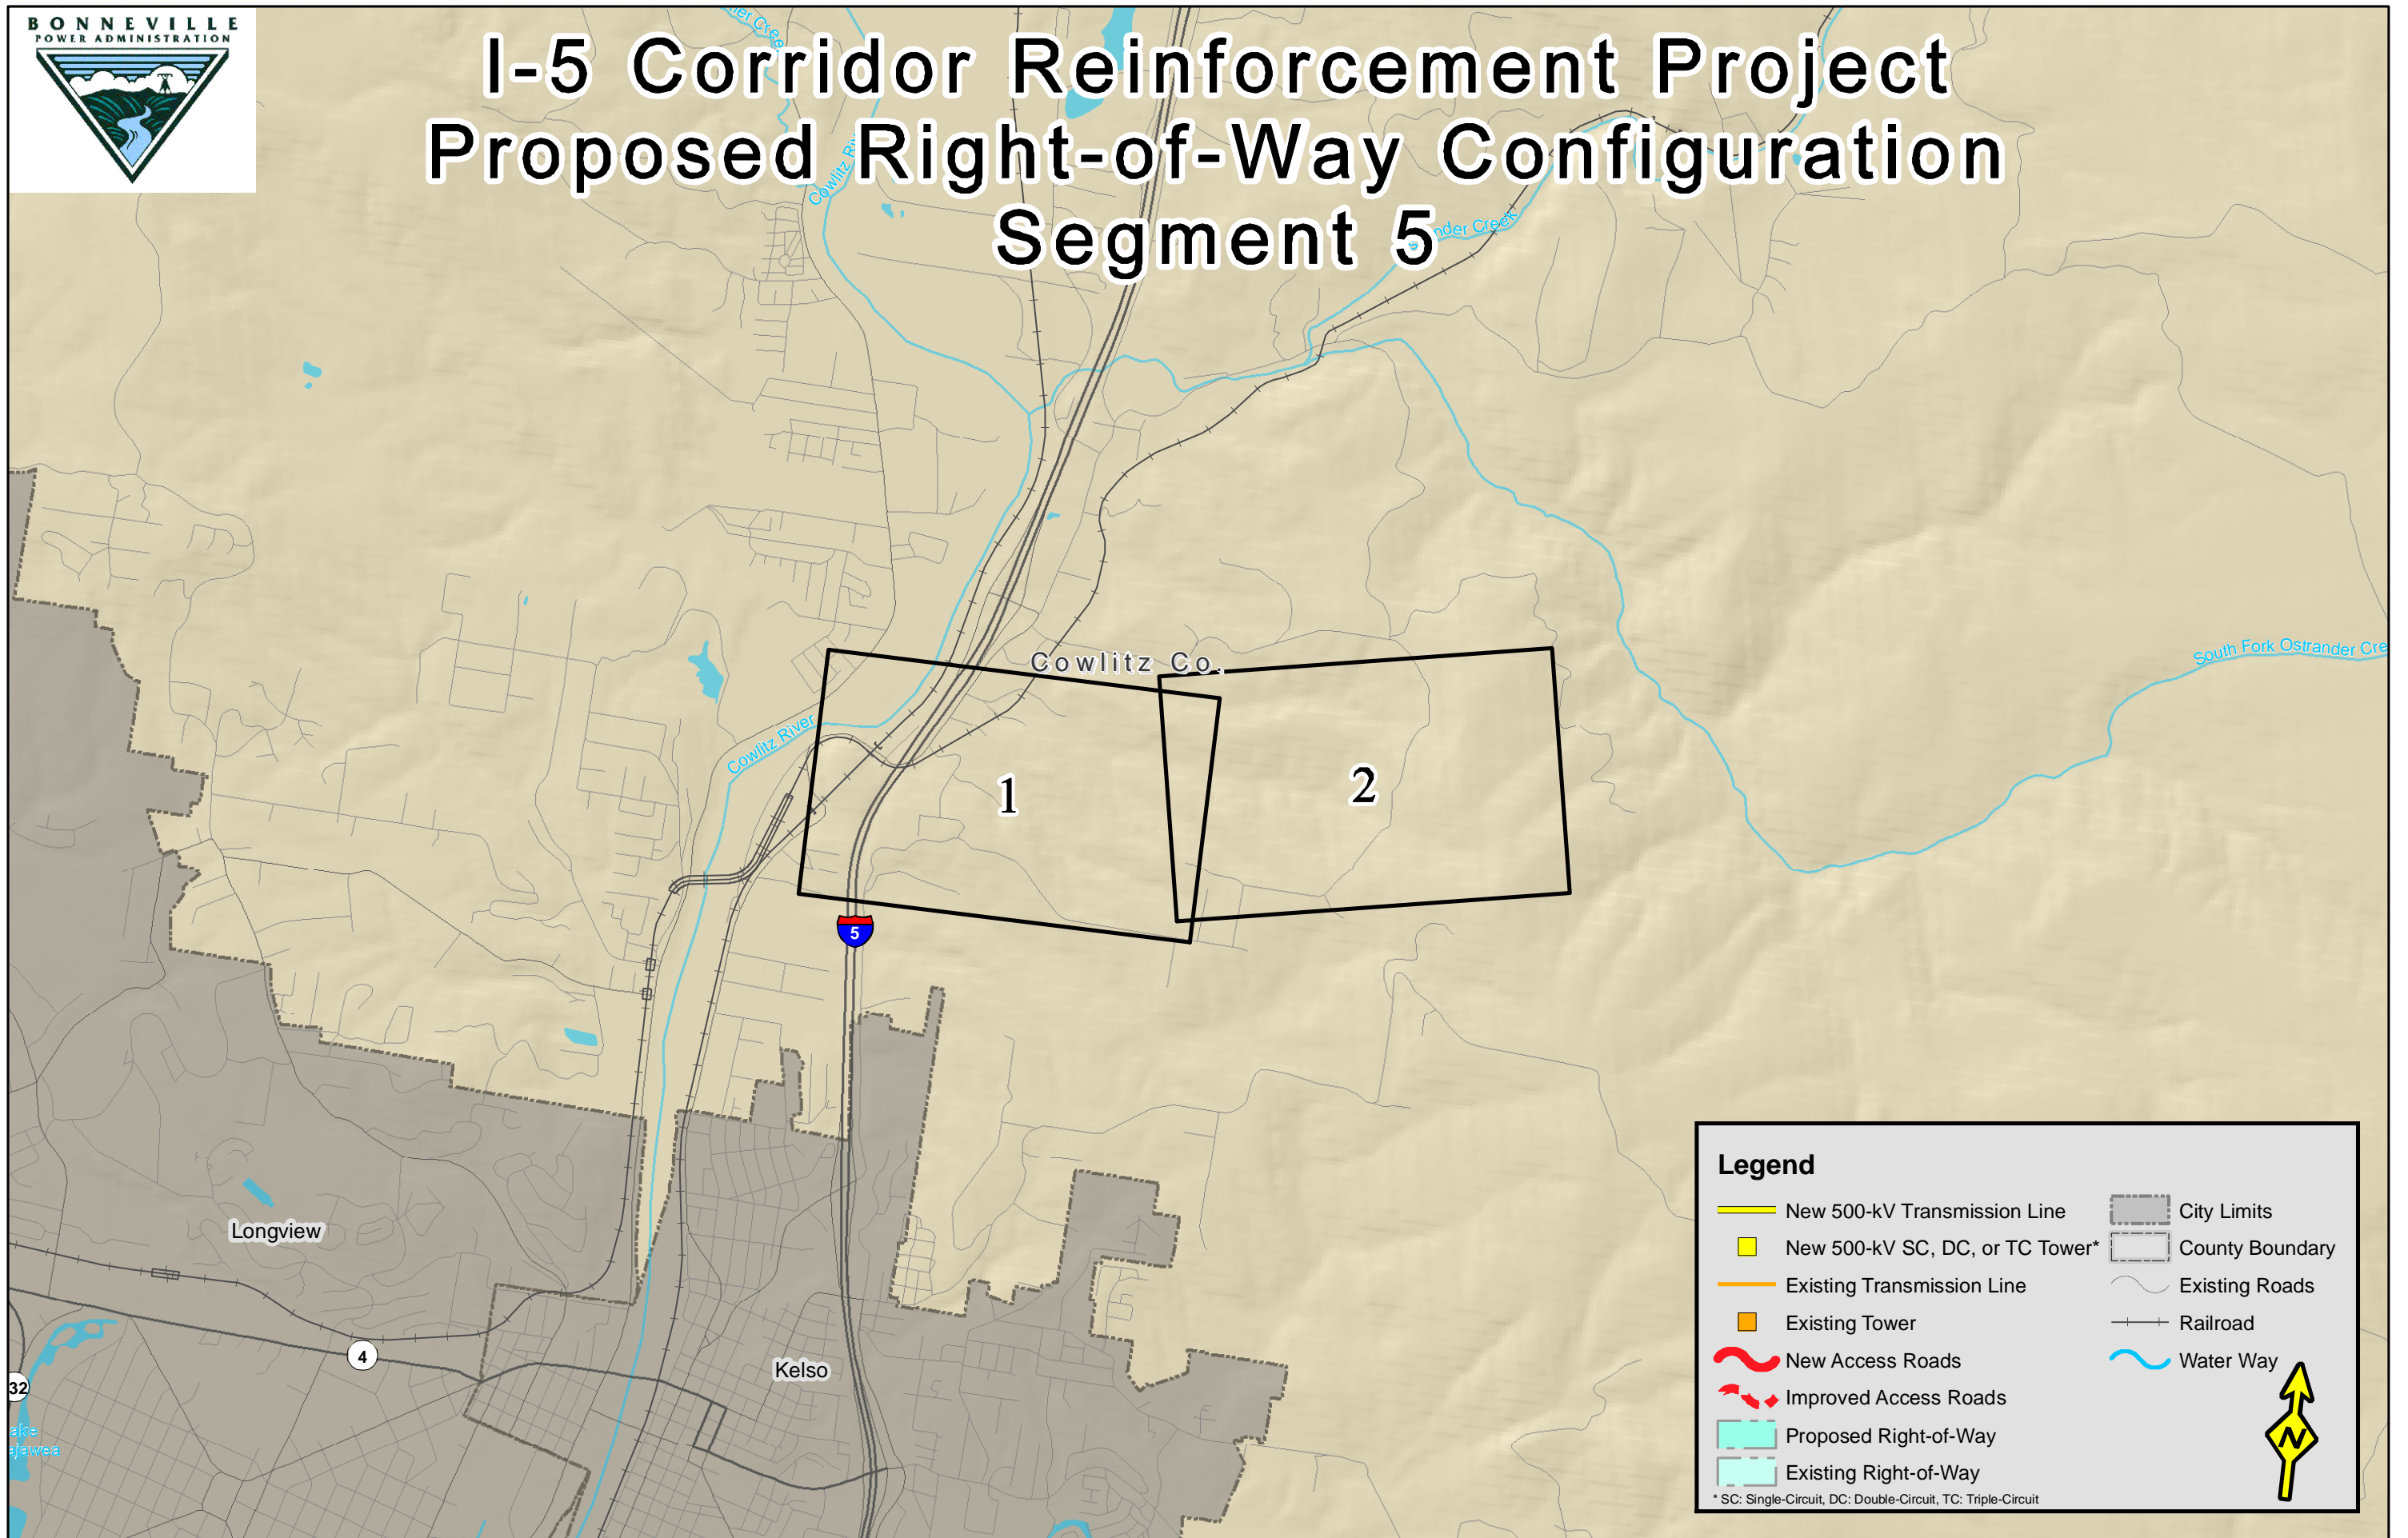 BONNEVILLE
POWER ADMINISTRATION
I-5 Corridor Reinforcement Project
Proposed Right-of-Way Configuration
Segment 5
Cowlitz
Creek
South Fork Ostrander Cre
Cowlitz Co.
Cowlitz River
1
2
5
Longview
Kelso
4
32
Legend
New 500-kV Transmission Line
New 500-kV SC, DC, or TC Tower*
Existing Transmission Line
Existing Tower
New Access Roads
Improved Access Roads
Proposed Right-of-Way
Existing Right-of-Way
* SC: Single-Circuit, DC: Double-Circuit, TC: Triple-Circuit
City Limits
County Boundary
Existing Roads
Railroad
Water Way
N